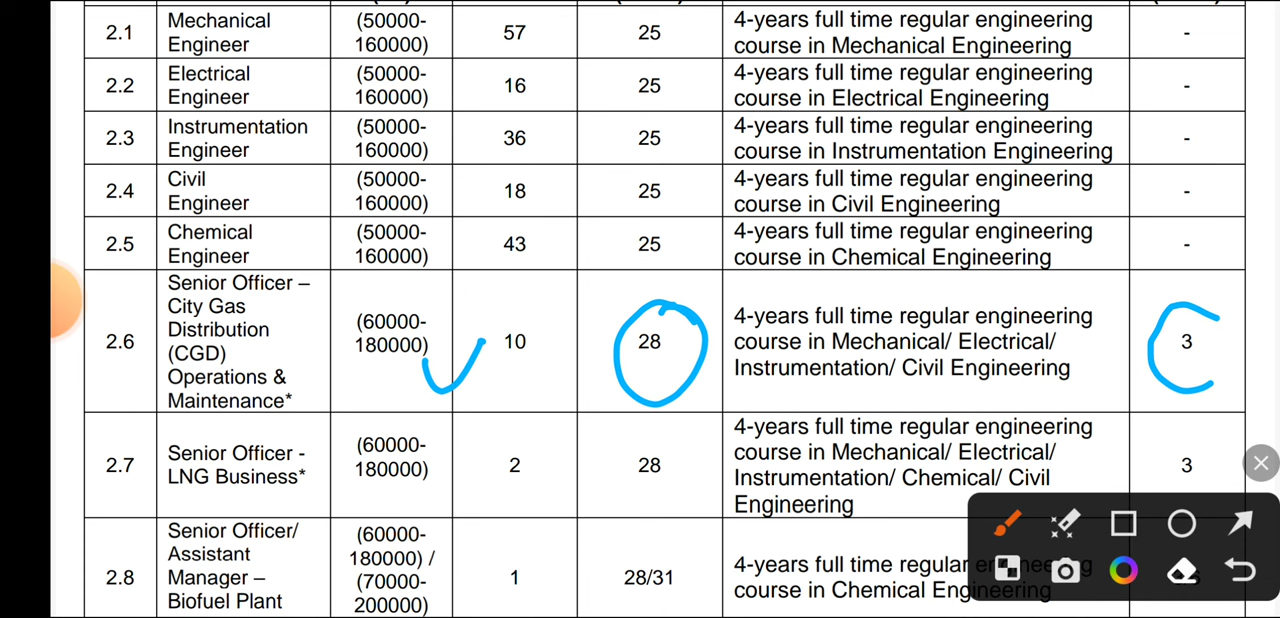 2.1 Mechanical Engineer (50000-160000) 57 25 4-years full time regular engineering course in Mechanical Engineering -
2.2 Electrical Engineer (50000-160000) 16 25 4-years full time regular engineering course in Electrical Engineering -
2.3 Instrumentation Engineer (50000-160000) 36 25 4-years full time regular engineering course in Instrumentation Engineering -
2.4 Civil Engineer (50000-160000) 18 25 4-years full time regular engineering course in Civil Engineering -
2.5 Chemical Engineer (50000-160000) 43 25 4-years full time regular engineering course in Chemical Engineering -
2.6 Senior Officer – City Gas Distribution (CGD) Operations & Maintenance* (60000-180000) 10 28 4-years full time regular engineering course in Mechanical/ Electrical/ Instrumentation/ Civil Engineering 3
2.7 Senior Officer - LNG Business* (60000-180000) 2 28 4-years full time regular engineering course in Mechanical/ Electrical/ Instrumentation/ Chemical/ Civil Engineering 3
2.8 Senior Officer/ Assistant Manager – Biofuel Plant (60000-180000) / (70000-200000) 1 28/31 4-years full time regular engineering course in Chemical Engineering